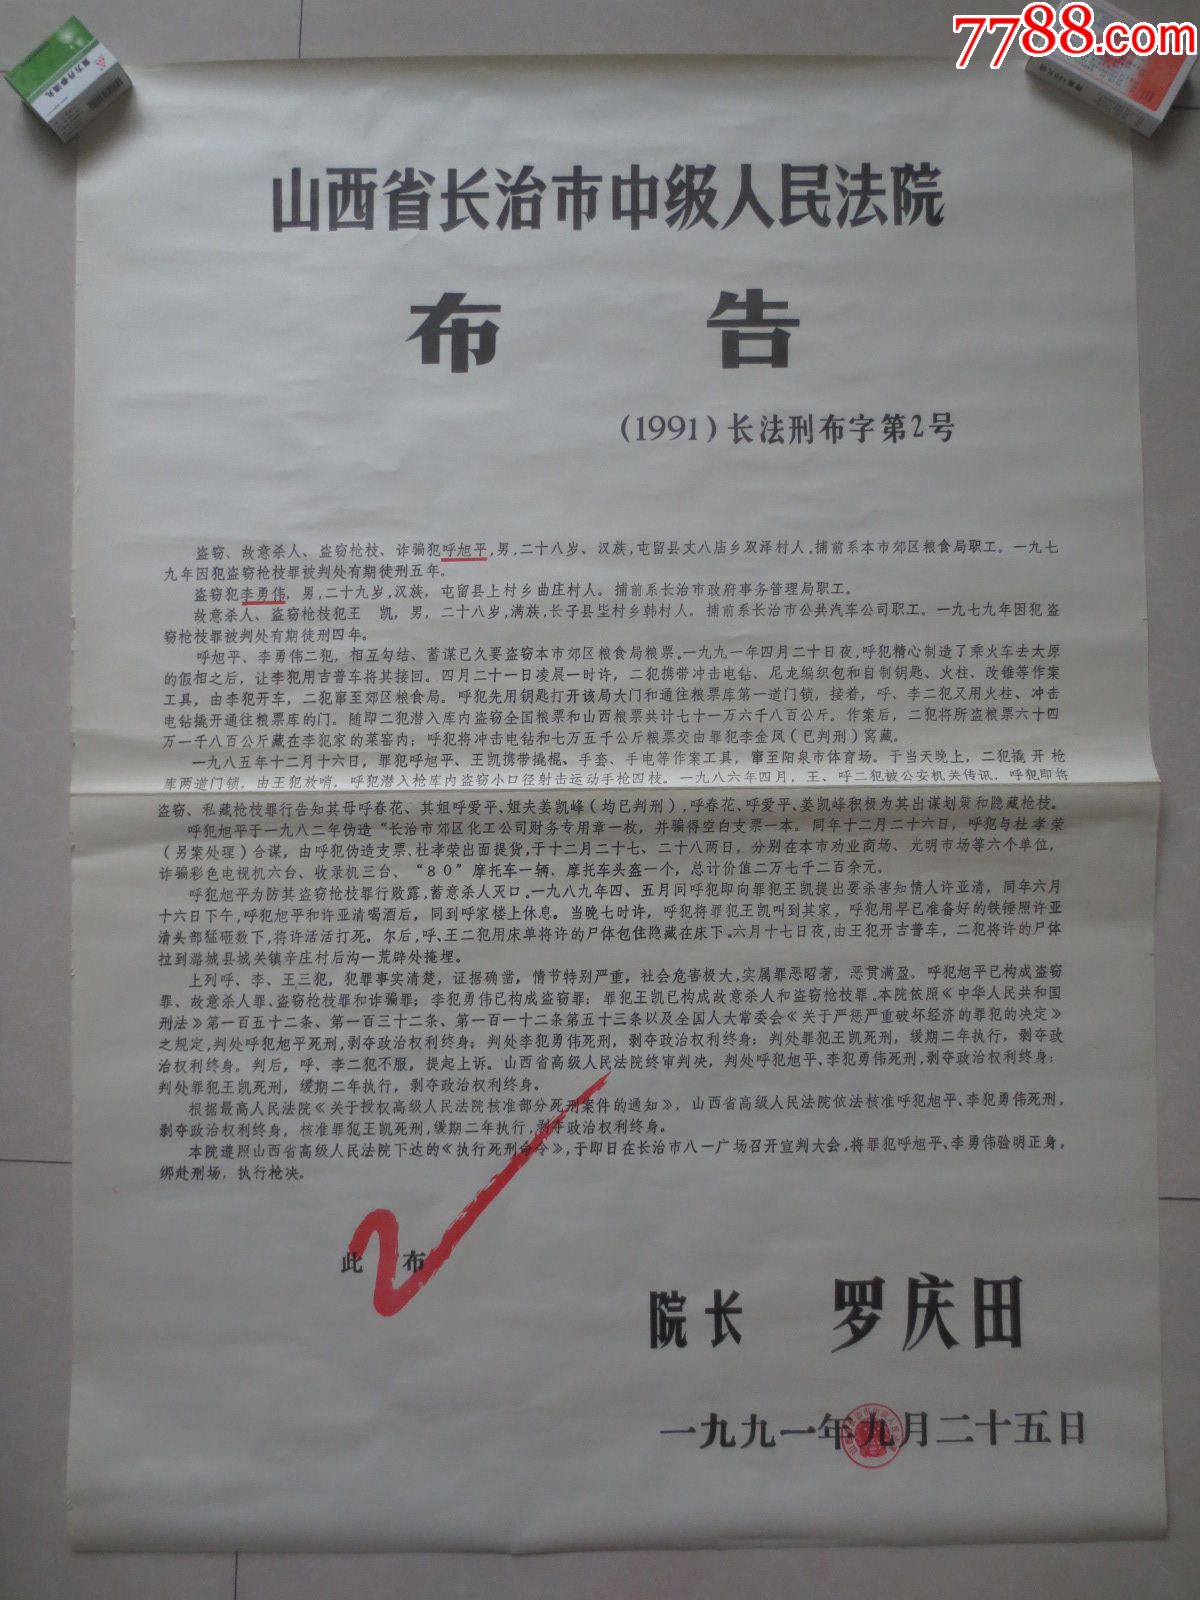 7788.com
复方丹参滴丸
山西省长治市中级人民法院
布告
(1991)长法刑布字第2号
盗窃、故意杀人、盗窃枪枝、诈骗犯呼旭平,男,二十八岁、汉族,屯留县丈八庙乡双泽村人。捕前系本市郊区粮食局职工。一九七
九年因犯盗窃枪枝罪被判处有期徒刑五年。
盗窃犯李勇伟,男,二十九岁,汉族,屯留县上村乡曲庄村人。捕前系长治市政府事务管理局职工。
故意杀人、盗窃枪枝犯王 凯,男,二十八岁,满族,长子县坒村乡韩村人。捕前系长治市公共汽车公司职工。一九七九年因犯盗
窃枪枝罪被判处有期徒刑四年。
呼旭平、李勇伟二犯,相互勾结、蓄谋已久要盗窃本市郊区粮食局粮票。一九九一年四月二十日夜,呼犯精心制造了乘火车去太原
的假相之后,让李犯用吉普车将其接回。四月二十一日凌晨一时许,二犯携带冲击电钻、尼龙编织包和自制钥匙、火柱、改锥等作案
工具,由李犯开车,二犯窜至郊区粮食局。呼犯先用钥匙打开该局大门和通往粮票库第一道门锁,接着,呼、李二犯又用火柱、冲击
电钻撬开通往粮票库的门。随即二犯潜入库内盗窃全国粮票和山西粮票共计七十一万六千八百公斤。作案后,二犯将所盗粮票六十四
万一千八百公斤藏在李犯家的菜窑内;呼犯将冲击电钻和七万五千公斤粮票交由罪犯李金凤(已判刑)窝藏。
一九八五年十二月十六日,罪犯呼旭平、王凯携带撬棍、手套、手电等作案工具,窜至阳泉市体育场。于当天晚上,二犯撬开枪
库两道门锁,由王犯放哨,呼犯潜入枪库内盗窃小口径射击运动手枪四枝。一九八六年四月,王、呼二犯被公安机关传讯,呼犯即将
盗窃、私藏枪枝罪行告知其母呼春花、其姐呼爱平、姐夫姜凯峰(均已判刑),呼春花、呼爱平、姜凯峰积极为其出谋划策和隐藏枪枝。
呼犯旭平于一九八二年伪造“长治市郊区化工公司财务专用章一枚,并骗得空白支票一本。同年十二月二十六日,呼犯与杜孝荣
(另案处理)合谋,由呼犯伪造支票、杜孝荣出面提货,于十二月二十七、二十八两日,分别在本市劝业商场、光明市场等六个单位,
诈骗彩色电视机六台、收录机三台、“80”摩托车一辆、摩托车头盔一个,总计价值二万七千二百余元。
呼犯旭平为防其盗窃枪枝罪行败露,蓄意杀人灭口。一九八九年四、五月间呼犯即向罪犯王凯提出要杀害知情人许亚清,同年六月
十六日下午,呼犯旭平和许亚清喝酒后,同到呼家楼上休息。当晚七时许,呼犯将罪犯王凯叫到其家,呼犯用早已准备好的铁锤照许亚
清头部猛砸数下,将许活活打死。尔后,呼、王二犯用床单将许的尸体包住隐藏在床下。六月十七日夜,由王犯开吉普车,二犯将许的尸体
拉到潞城县城关镇辛庄村后沟一荒辟处掩埋。
上列呼、李、王三犯,犯罪事实清楚,证据确凿,情节特别严重,社会危害极大,实属罪恶昭著,恶贯满盈。呼犯旭平已构成盗窃
罪、故意杀人罪、盗窃枪枝罪和诈骗罪;李犯勇伟已构成盗窃罪;罪犯王凯已构成故意杀人和盗窃枪枝罪。本院依照《中华人民共和国
刑法》第一百五十二条、第一百三十二条、第一百一十二条第五十三条以及全国人大常委会《关于严惩严重破坏经济的罪犯的决定》
之规定,判处呼犯旭平死刑,剥夺政治权利终身;判处李犯勇伟死刑,剥夺政治权利终身;判处罪犯王凯死刑,缓期二年执行,剥夺政
治权利终身。判后,呼、李二犯不服,提起上诉。山西省高级人民法院终审判决,判处呼犯旭平、李犯勇伟死刑,剥夺政治权利终身;
判处罪犯王凯死刑,缓期二年执行,剥夺政治权利终身。
根据最高人民法院《关于授权高级人民法院核准部分死刑案件的通知》,山西省高级人民法院依法核准呼犯旭平、李犯勇伟死刑,
剥夺政治权利终身,核准罪犯王凯死刑,缓期二年执行,剥夺政治权利终身。
本院遵照山西省高级人民法院下达的《执行死刑命令》,于即日在长治市八一广场召开宣判大会,将罪犯呼旭平、李勇伟验明正身,
绑赴刑场,执行枪决。
此布
院长 罗庆田
一九九一年九月二十五日